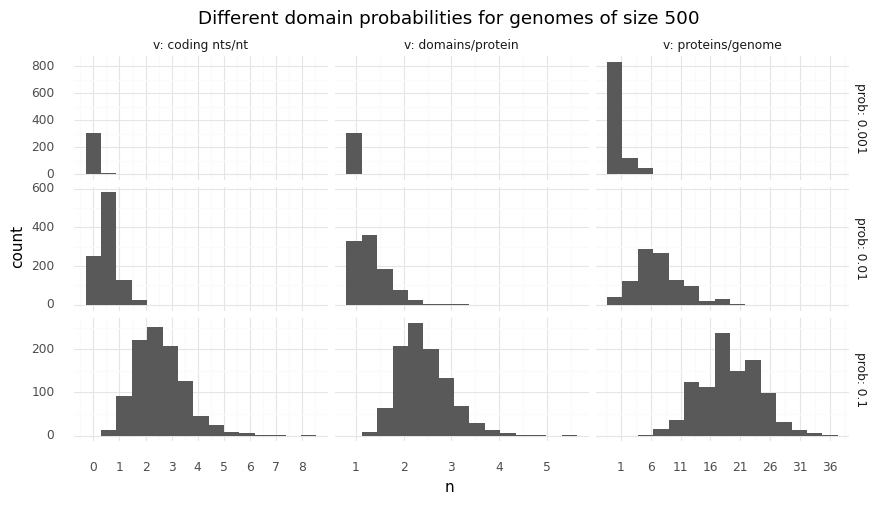 Different domain probabilities for genomes of size 500
v: coding nts/nt
v: domains/protein
v: proteins/genome
800
600
400
200
0
prob: 0.001
600
400
200
0
prob: 0.01
200
100
0
prob: 0.1
count
0 1 2 3 4 5 6 7 8
1 2 3 4 5
1 6 11 16 21 26 31 36
n